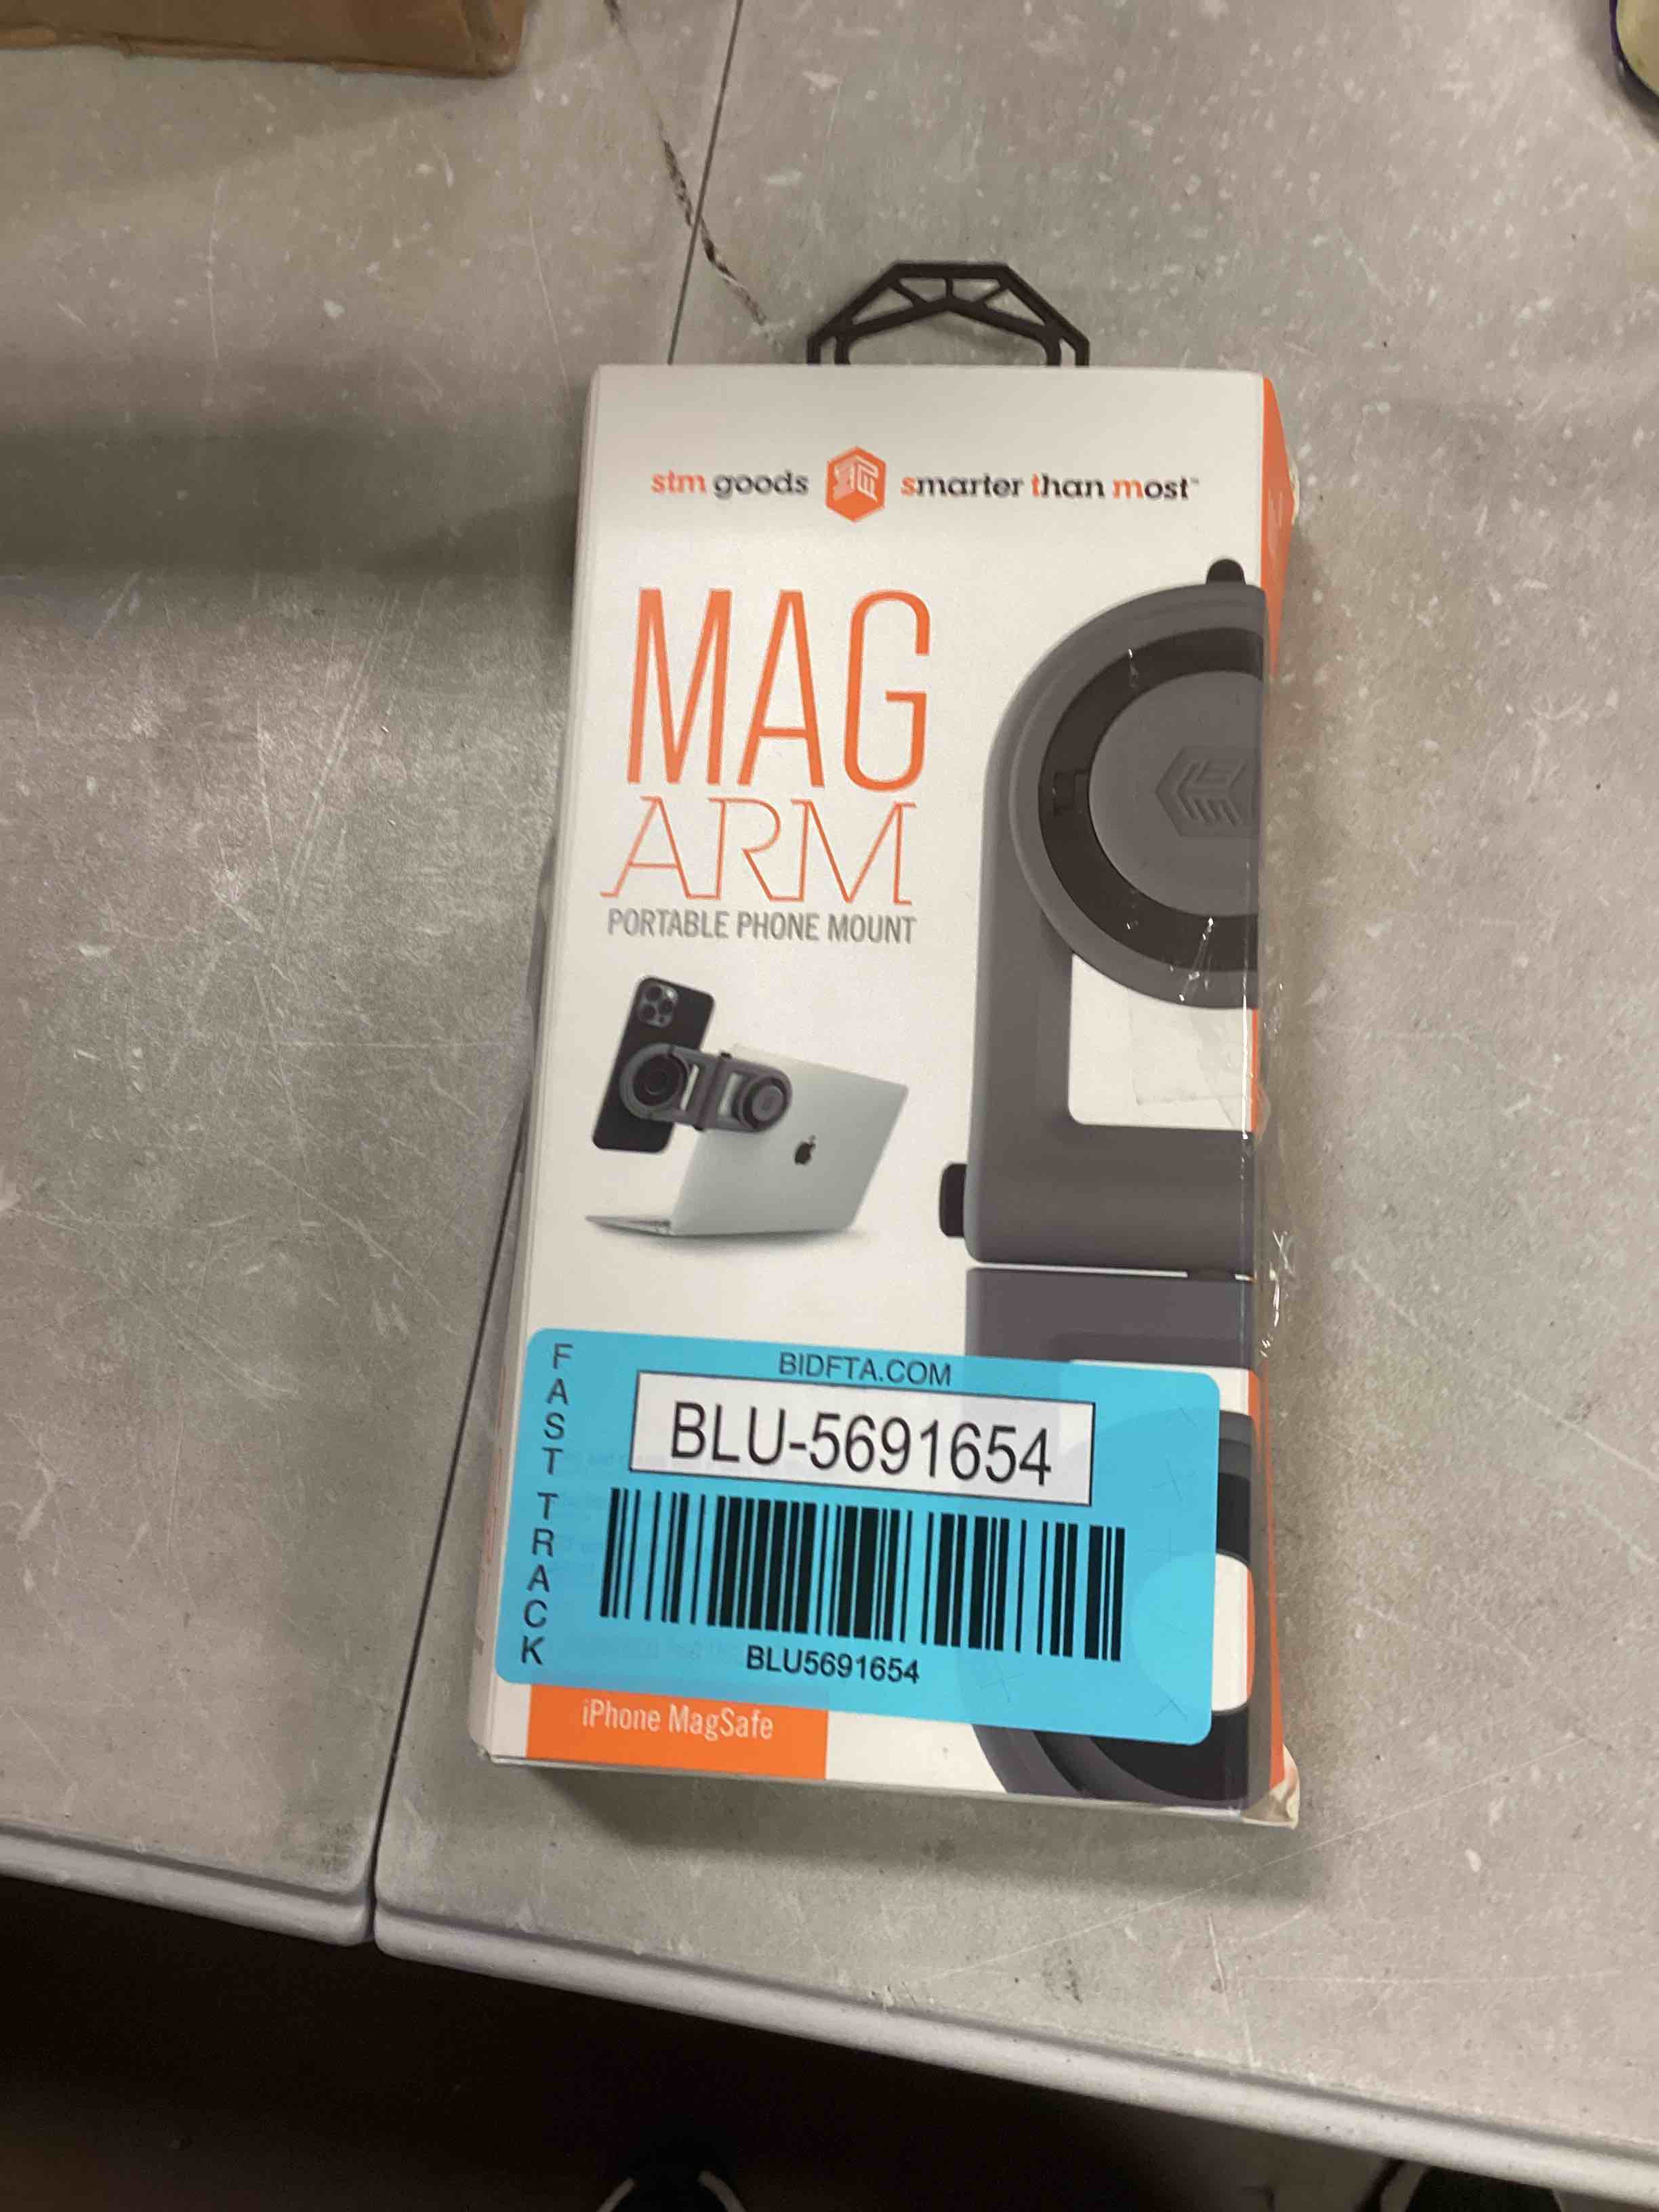 stm goods smarter than most™
MAG
ARM
PORTABLE PHONE MOUNT
FAST TRACK
BIDFTA.COM
BLU-5691654
BLU5691654
iPhone MagSafe